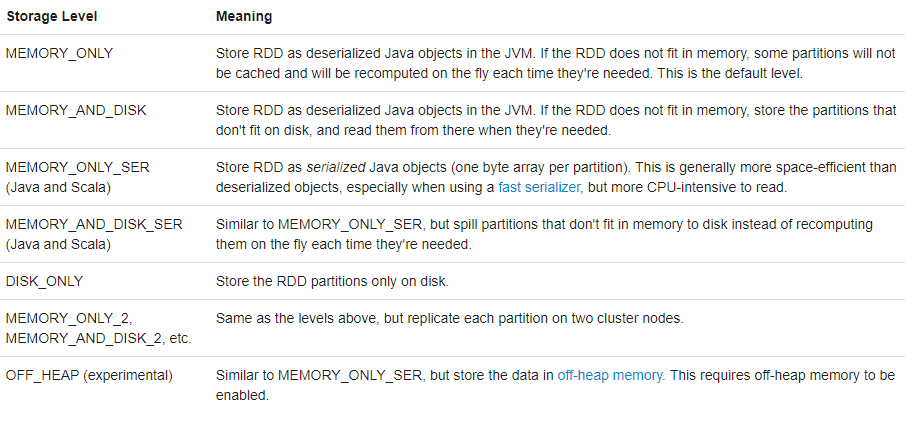 Storage Level Meaning
MEMORY_ONLY Store RDD as deserialized Java objects in the JVM. If the RDD does not fit in memory, some partitions will not
be cached and will be recomputed on the fly each time they're needed. This is the default level.
MEMORY_AND_DISK Store RDD as deserialized Java objects in the JVM. If the RDD does not fit in memory, store the partitions that
don't fit on disk, and read them from there when they're needed.
MEMORY_ONLY_SER Store RDD as serialized Java objects (one byte array per partition). This is generally more space-efficient than
(Java and Scala) deserialized objects, especially when using a fast serializer, but more CPU-intensive to read.
MEMORY_AND_DISK_SER Similar to MEMORY_ONLY_SER, but spill partitions that don't fit in memory to disk instead of recomputing
(Java and Scala) them on the fly each time they're needed.
DISK_ONLY Store the RDD partitions only on disk.
MEMORY_ONLY_2, Same as the levels above, but replicate each partition on two cluster nodes.
MEMORY_AND_DISK_2, etc.
OFF_HEAP (experimental) Similar to MEMORY_ONLY_SER, but store the data in off-heap memory. This requires off-heap memory to be
enabled.